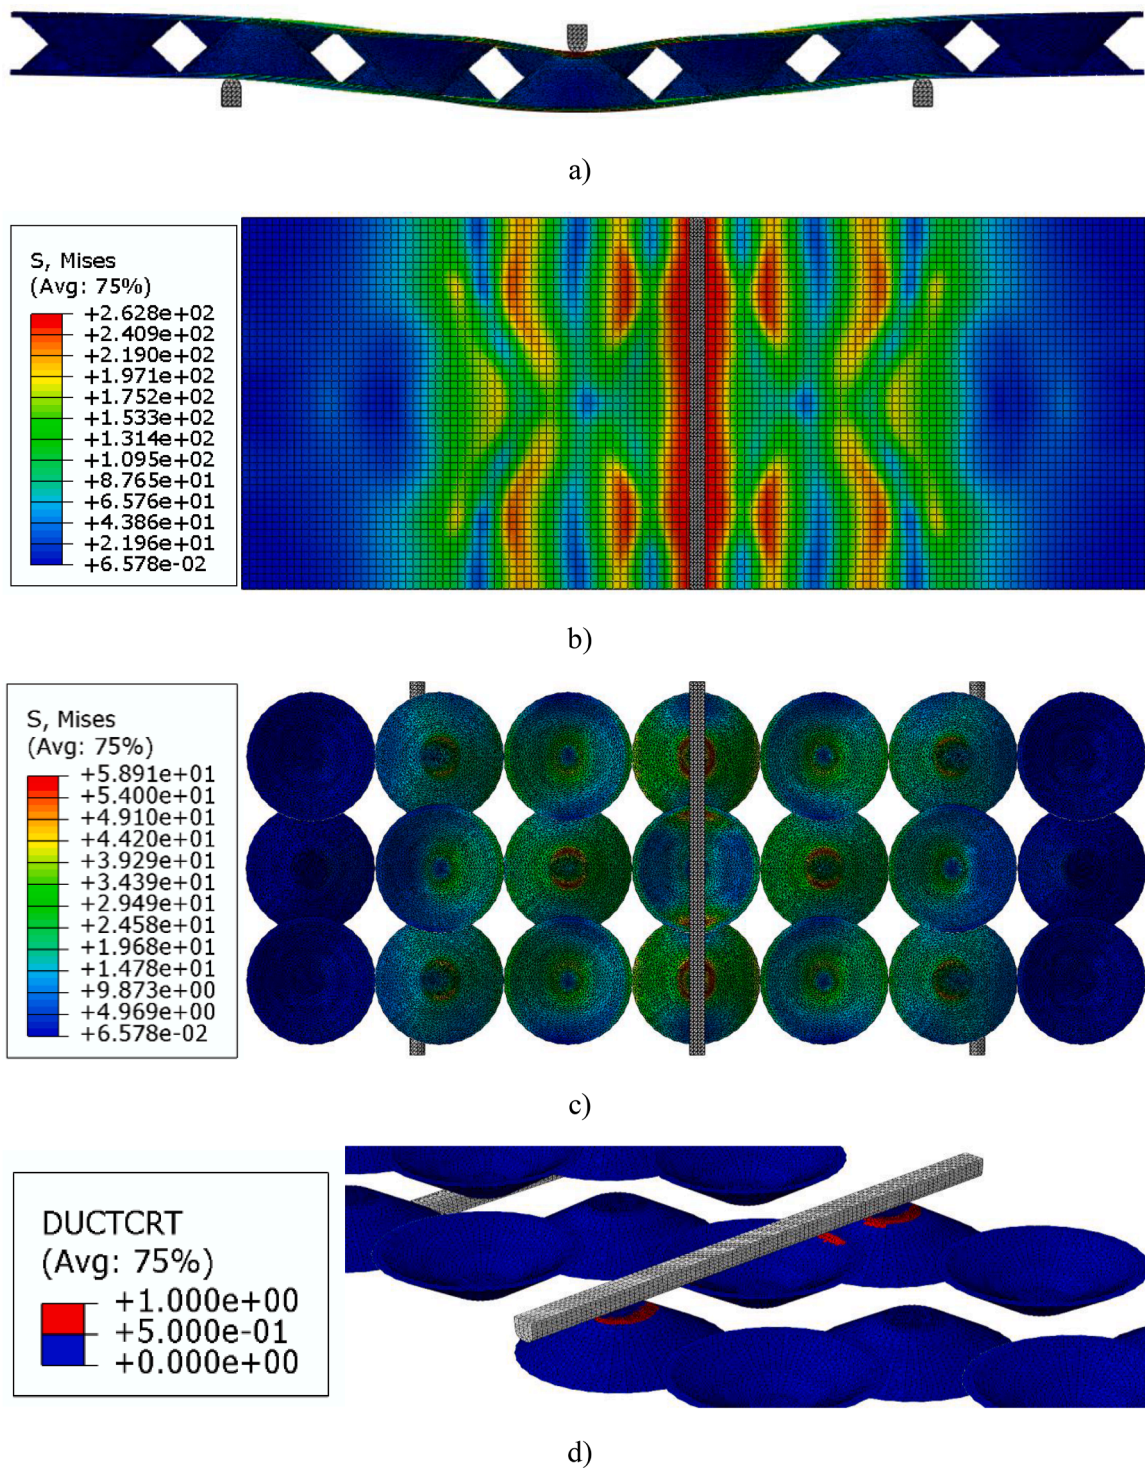 a)
S, Mises
(Avg: 75%)
+2.628e+02
+2.409e+02
+2.190e+02
+1.971e+02
+1.752e+02
+1.533e+02
+1.314e+02
+1.095e+02
+8.765e+01
+6.576e+01
+4.386e+01
+2.196e+01
+6.578e-02
b)
S, Mises
(Avg: 75%)
+5.891e+01
+5.400e+01
+4.910e+01
+4.420e+01
+3.929e+01
+3.439e+01
+2.949e+01
+2.458e+01
+1.968e+01
+1.478e+01
+9.873e+00
+4.969e+00
+6.578e-02
c)
DUCTCRT
(Avg: 75%)
+1.000e+00
+5.000e-01
+0.000e+00
d)